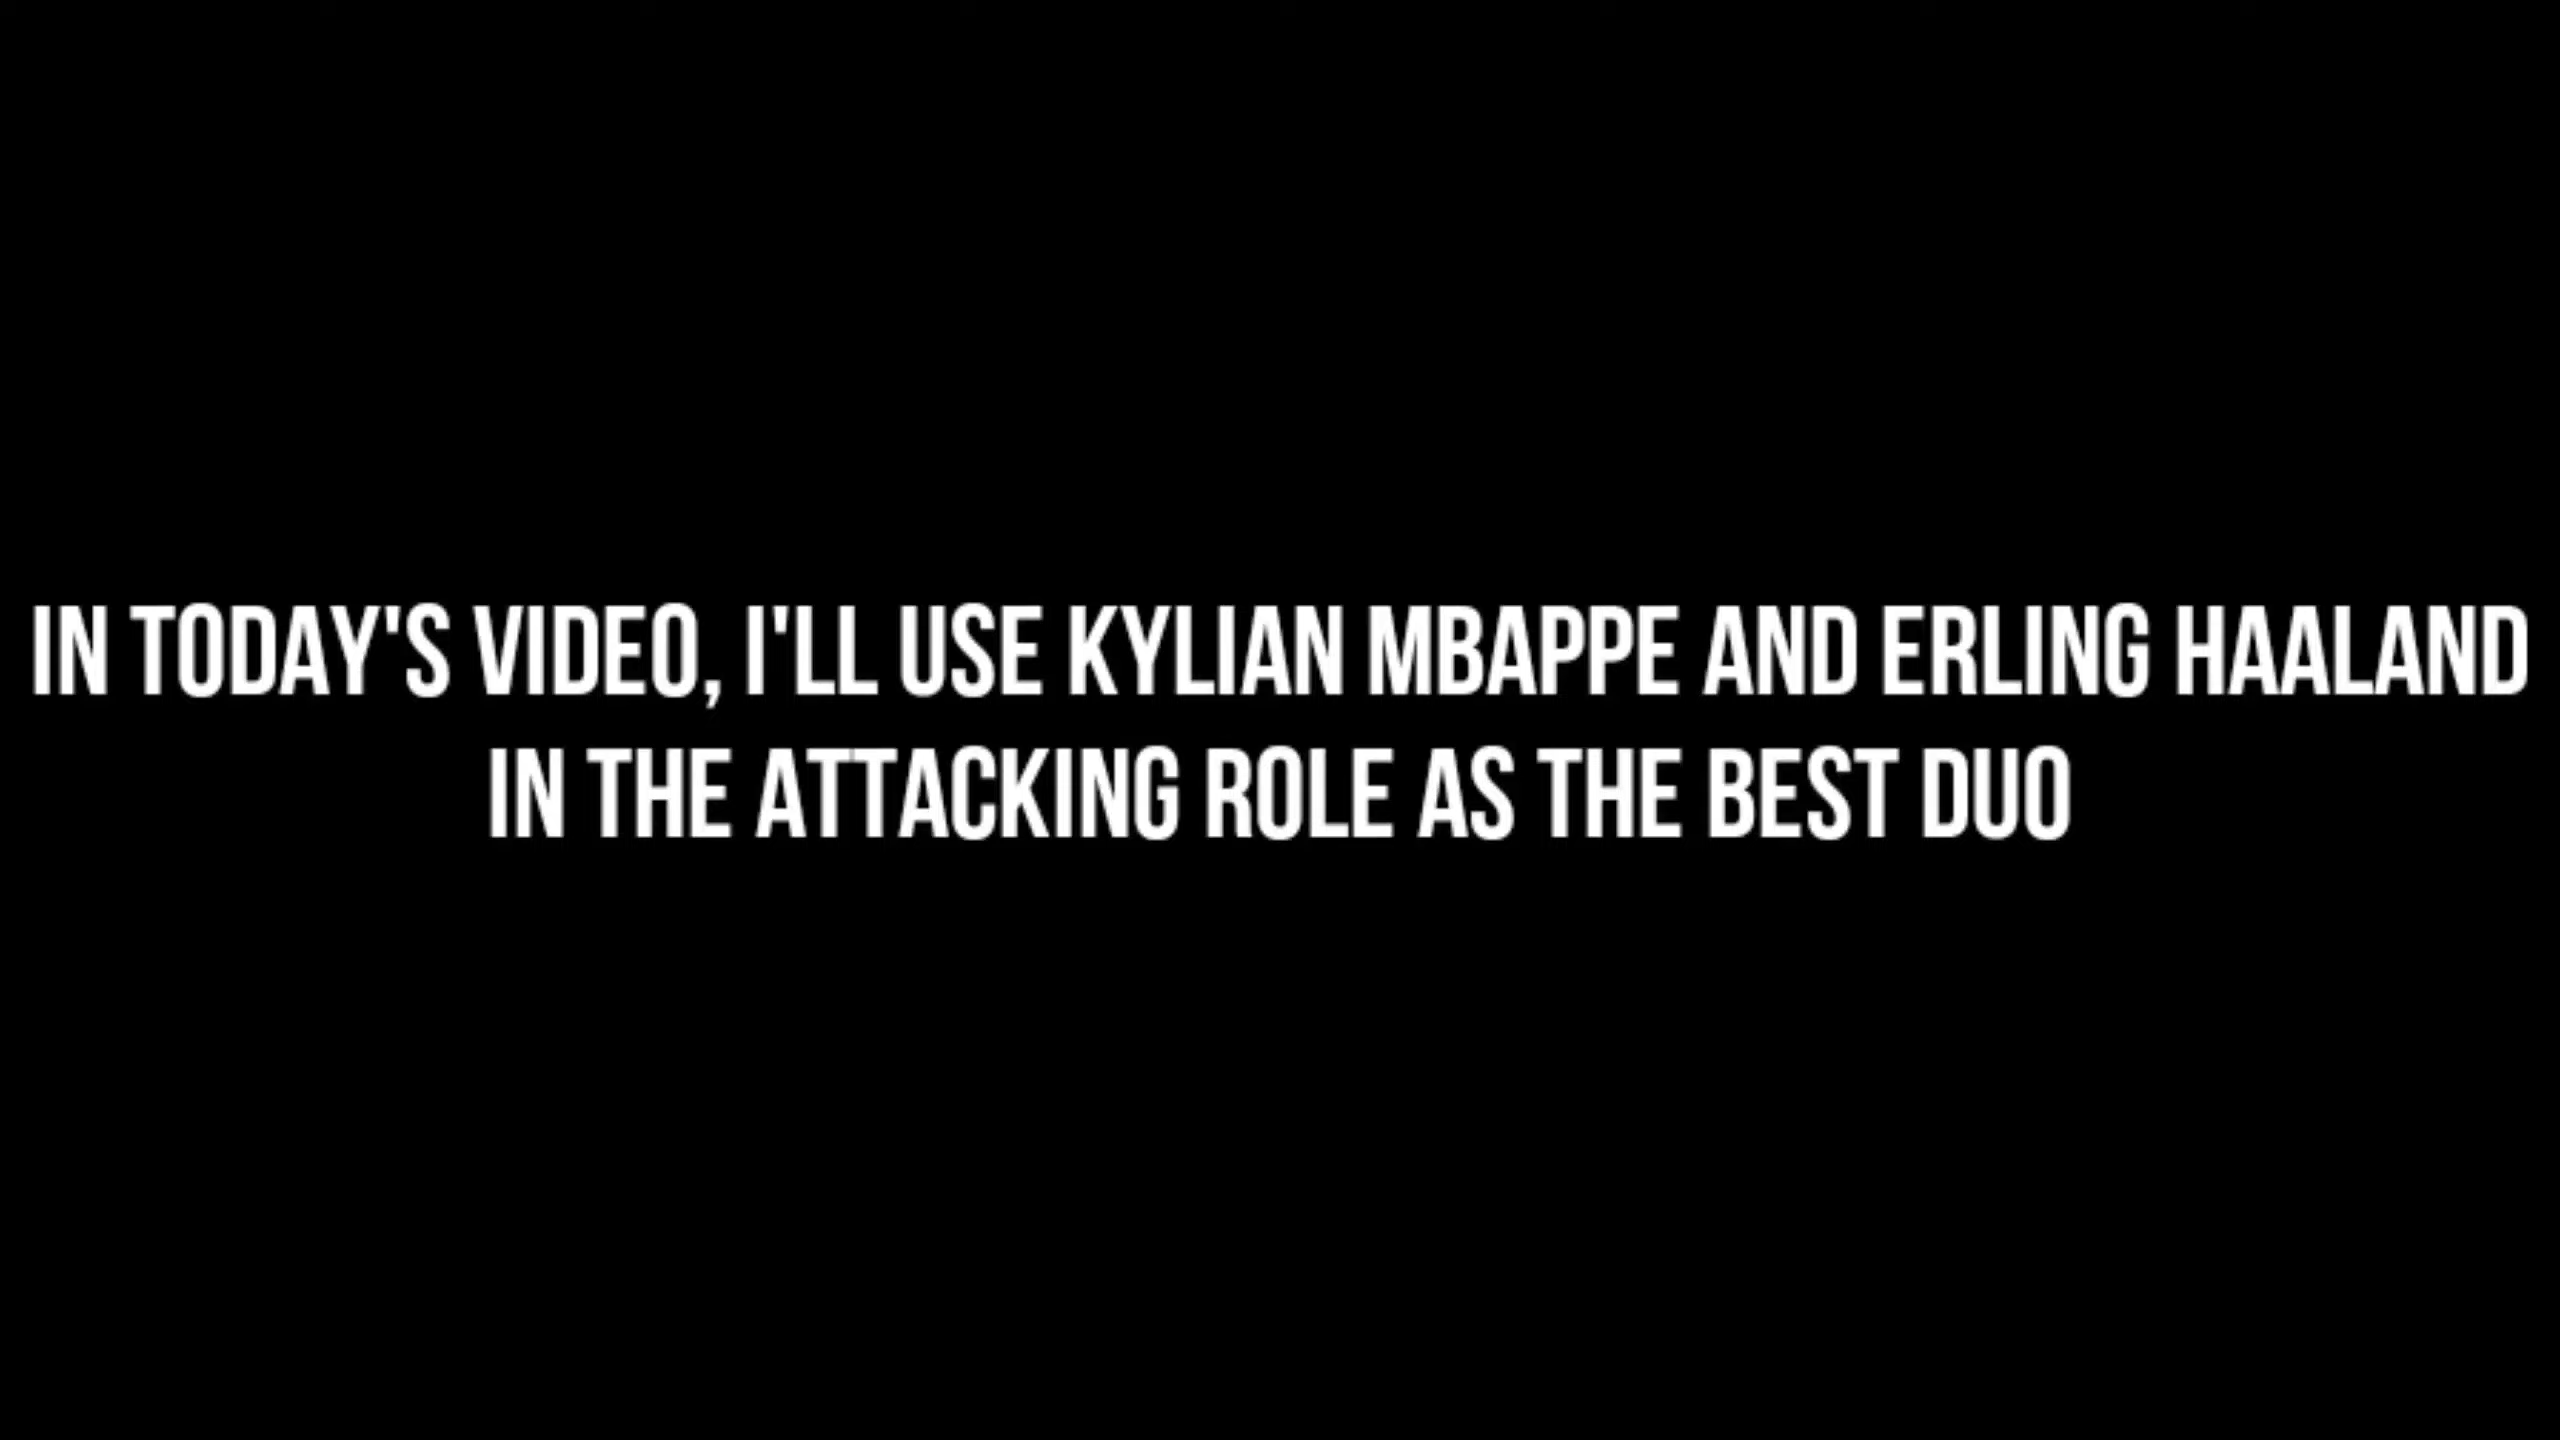 IN TODAY'S VIDEO, I'LL USE KYLIAN MBAPPE AND ERLING HAALAND
IN THE ATTACKING ROLE AS THE BEST DUO